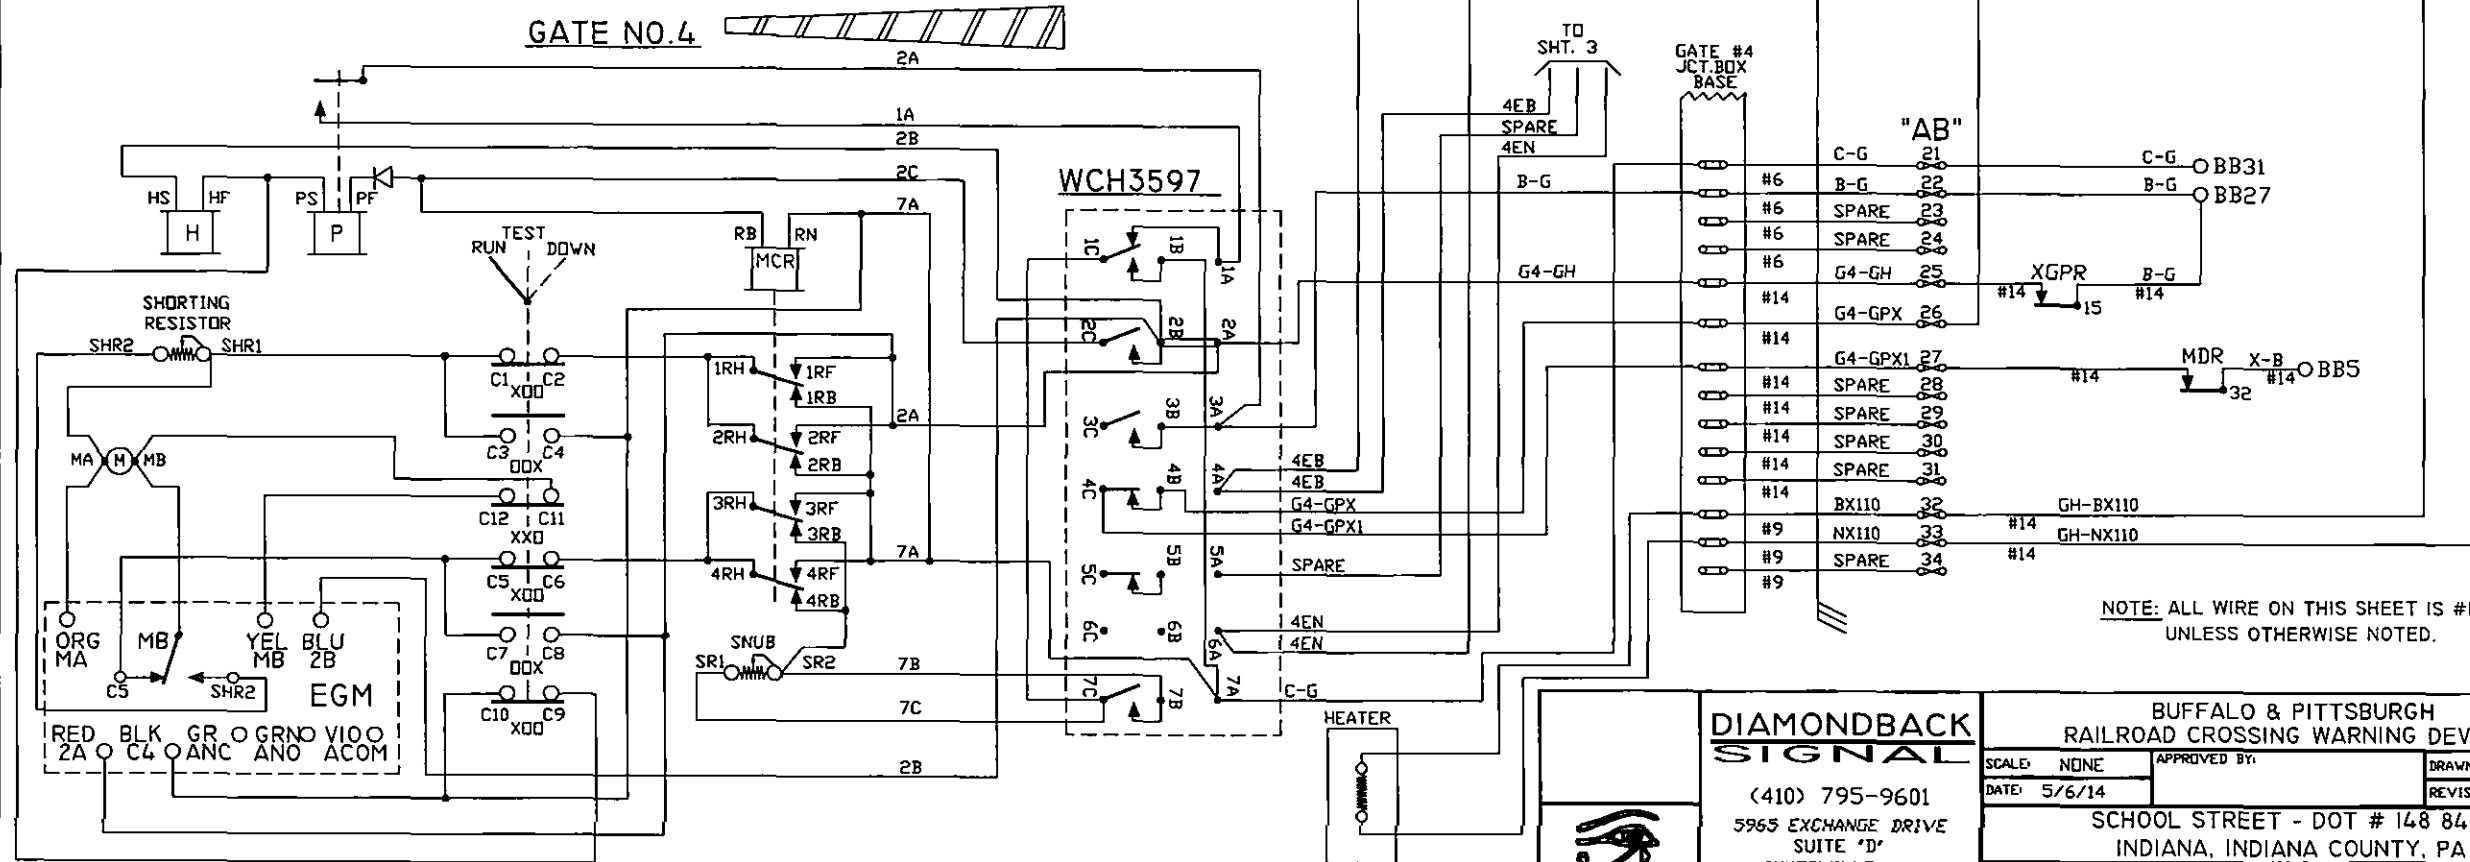 GATE NO.4
2A
1A
2B
2C
7A
HS
HF
PS
PF
H
P
RB
RN
MCR
TEST
RUN
DOWN
SHORTING
RESISTOR
SHR2
SHR1
C1
C2
XOO
C3
C4
OOX
C12
C11
XXO
C5
C6
XOO
C7
C8
OOX
C10
C9
XOO
MA
M
MB
ORG
MA
MB
YEL
MB
BLU
2B
C5
SHR2
EGM
RED
2A
BLK
C4
GR
ANC
GRN
ANO
VIO
ACOM
1RH
1RF
1RB
2RH
2RF
2RB
3RH
3RF
3RB
4RH
4RF
4RB
2A
7A
SNUB
SR1
SR2
7B
7C
2B
WCH3597
1C
1B
1A
2C
2B
2A
3C
3B
3A
4C
4B
4A
5C
5B
5A
6C
6B
6A
7C
7B
7A
TO
SHT. 3
4EB
SPARE
4EN
B-G
G4-GH
4EB
4EB
G4-GPX
G4-GPX1
SPARE
4EN
4EN
C-G
HEATER
GATE #4
JCT.BOX
BASE
"AB"
C-G 21 C-G BB31
#6 B-G 22 B-G BB27
#6 SPARE 23
#6 SPARE 24
#6 G4-GH 25 XGPR B-G
#14 #14 #14
15
G4-GPX 26
#14
G4-GPX1 27 MDR X-B BB5
#14 #14 #14
32
SPARE 28
#14 SPARE 29
#14 SPARE 30
#14 SPARE 31
#14
BX110 32 GH-BX110
#9 #14
NX110 33 GH-NX110
#9 #14
SPARE 34
#9
NOTE: ALL WIRE ON THIS SHEET IS
UNLESS OTHERWISE NOTED.
DIAMONDBACK
SIGNAL
(410) 795-9601
5965 EXCHANGE DRIVE
SUITE "D"
BUFFALO & PITTSBURGH
RAILROAD CROSSING WARNING DEV
SCALE: NONE
APPROVED BY:
DRAWN
DATE: 5/6/14
REVIS
SCHOOL STREET - DOT # 148 84
INDIANA, INDIANA COUNTY, PA